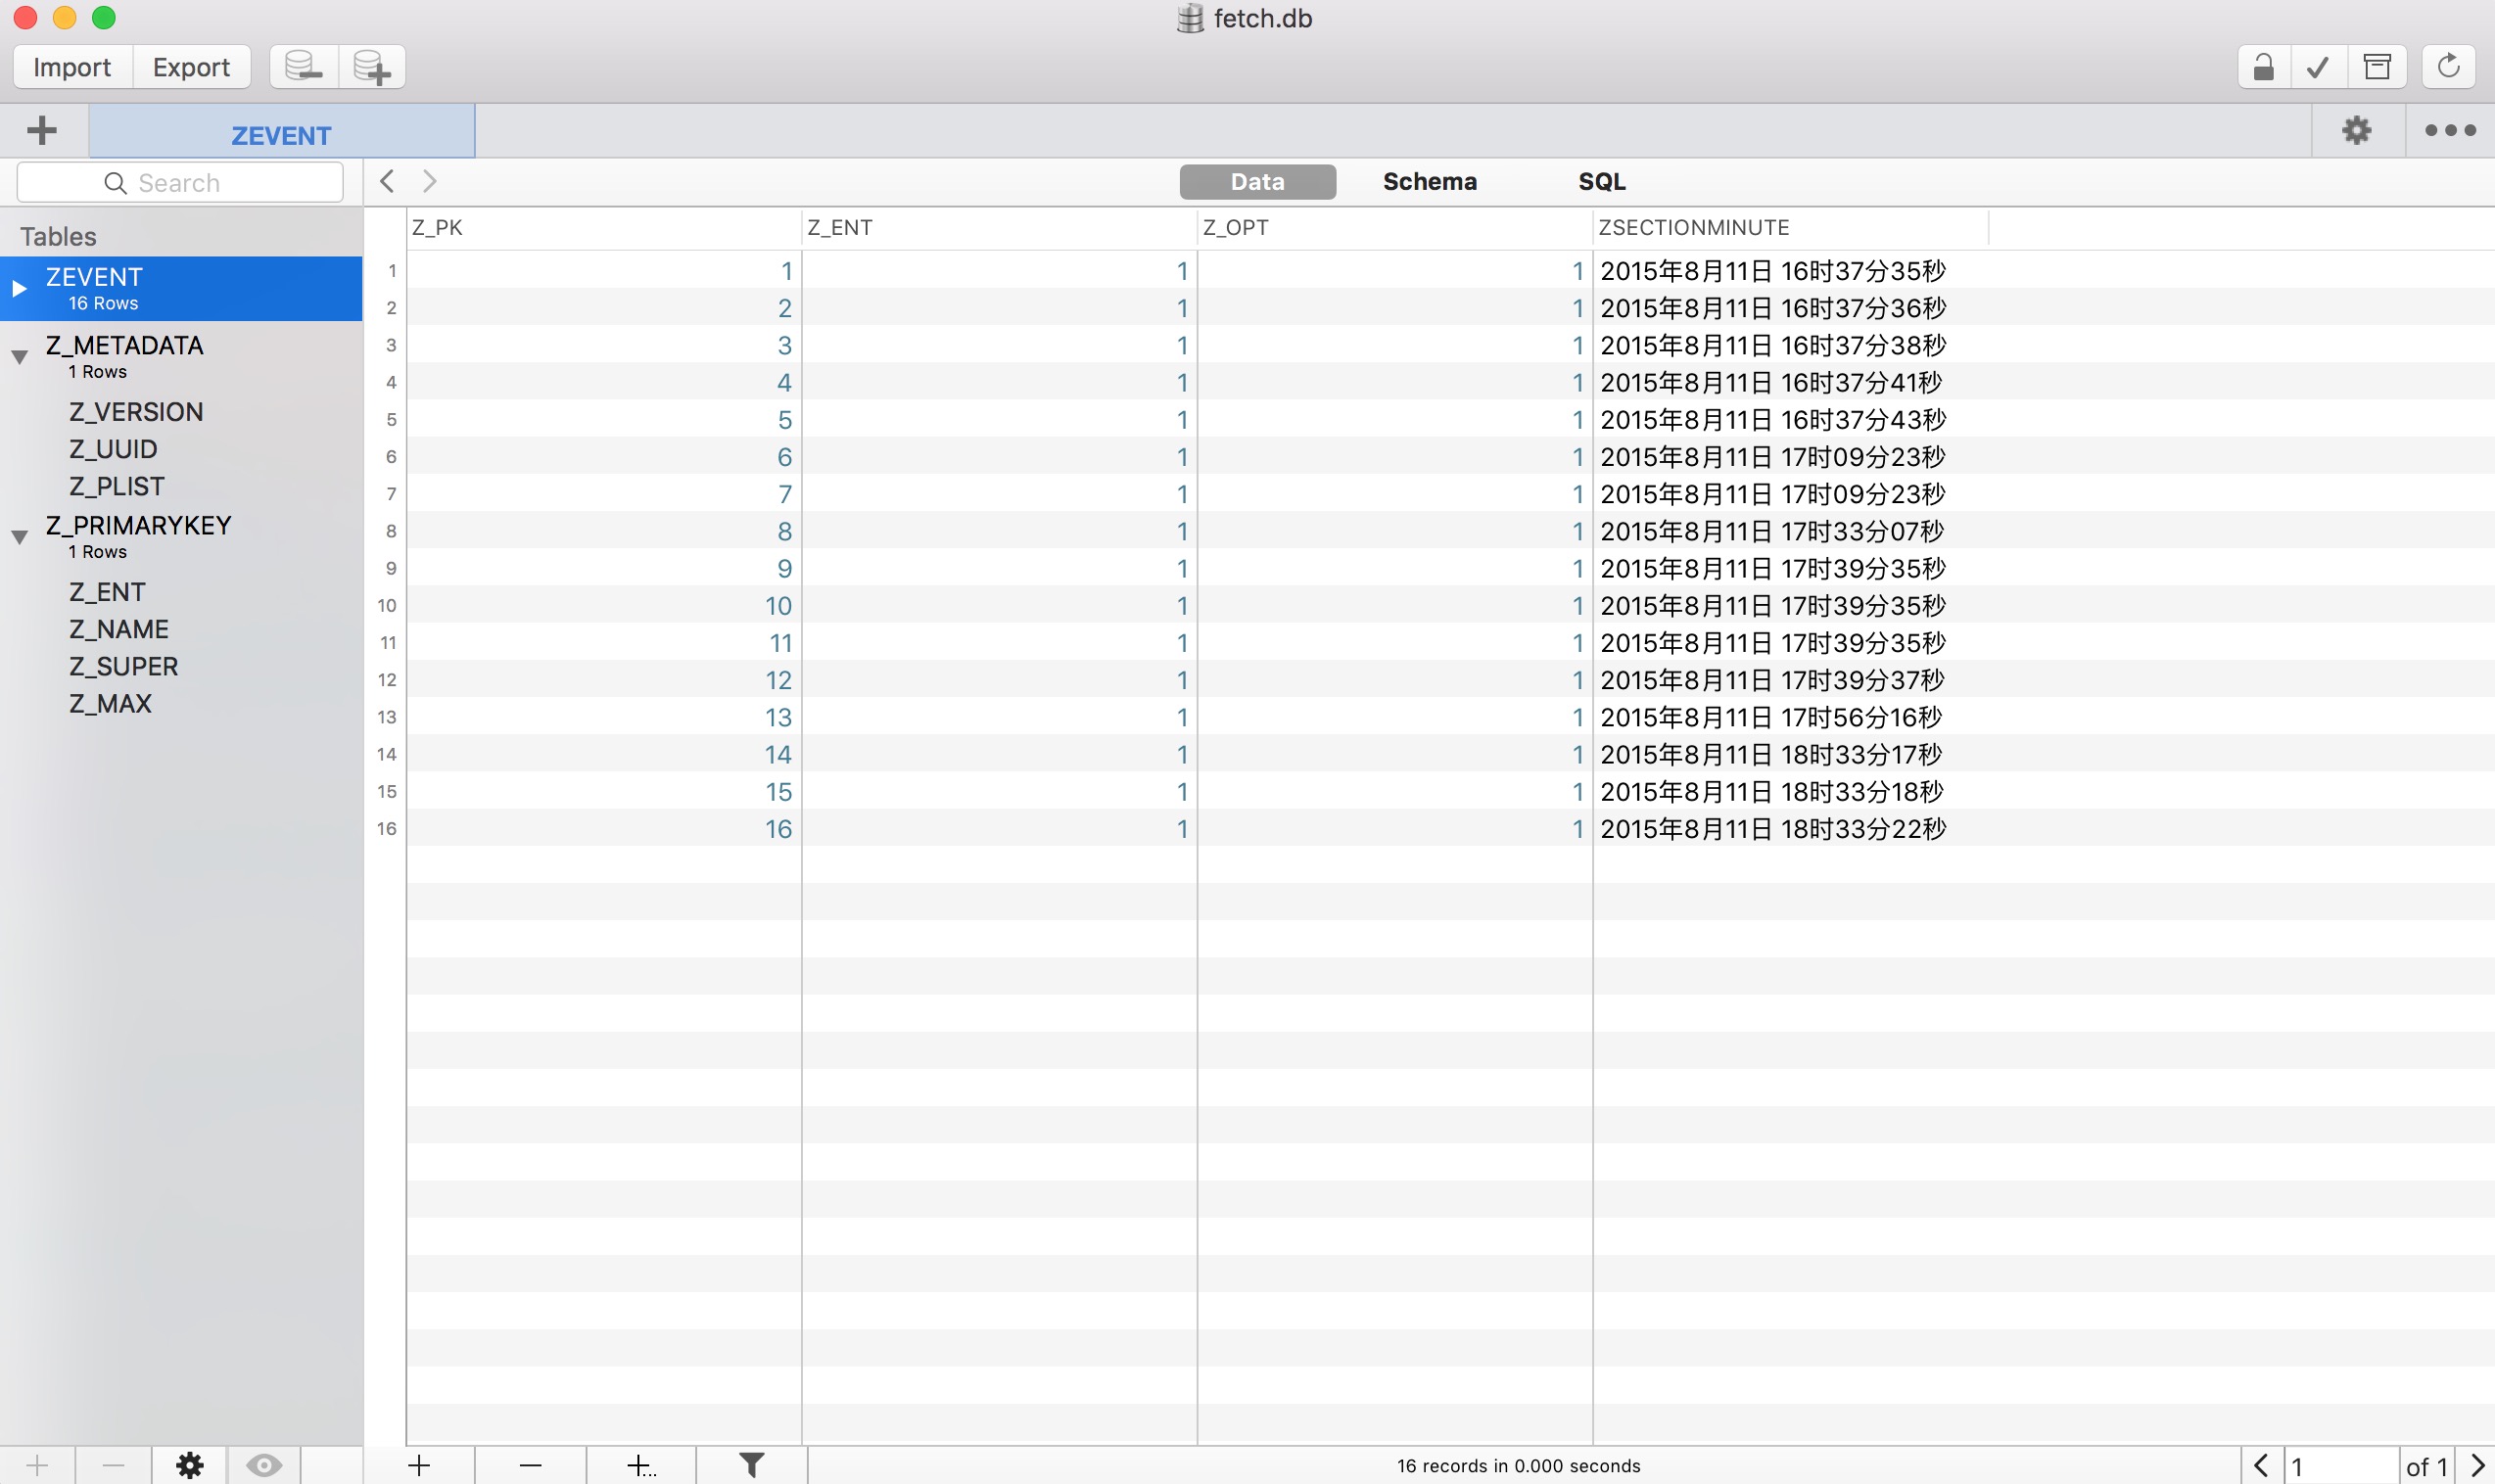 fetch.db
Import Export
ZEVENT
Search
Data Schema SQL
Tables
ZEVENT
16 Rows
Z_METADATA
1 Rows
Z_VERSION
Z_UUID
Z_PLIST
Z_PRIMARYKEY
1 Rows
Z_ENT
Z_NAME
Z_SUPER
Z_MAX
Z_PK Z_ENT Z_OPT ZSECTIONMINUTE
1 1 1 1 2015年8月11日 16时37分35秒
2 2 1 1 2015年8月11日 16时37分36秒
3 3 1 1 2015年8月11日 16时37分38秒
4 4 1 1 2015年8月11日 16时37分41秒
5 5 1 1 2015年8月11日 16时37分43秒
6 6 1 1 2015年8月11日 17时09分23秒
7 7 1 1 2015年8月11日 17时09分23秒
8 8 1 1 2015年8月11日 17时33分07秒
9 9 1 1 2015年8月11日 17时39分35秒
10 10 1 1 2015年8月11日 17时39分35秒
11 11 1 1 2015年8月11日 17时39分35秒
12 12 1 1 2015年8月11日 17时39分37秒
13 13 1 1 2015年8月11日 17时56分16秒
14 14 1 1 2015年8月11日 18时33分17秒
15 15 1 1 2015年8月11日 18时33分18秒
16 16 1 1 2015年8月11日 18时33分22秒
16 records in 0.000 seconds
1 of 1